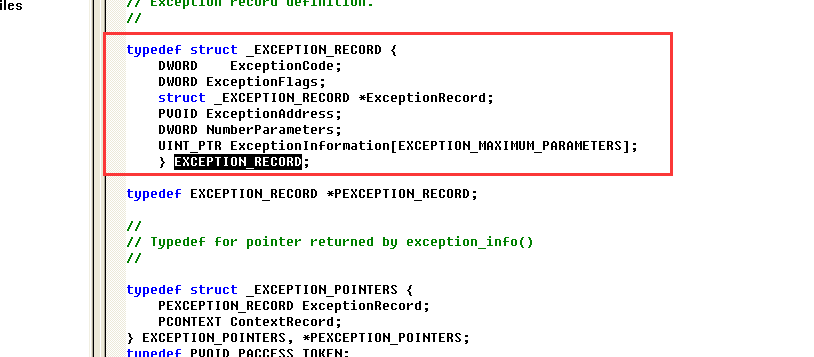 iles
// Exception record definition.
//
typedef struct _EXCEPTION_RECORD {
    DWORD    ExceptionCode;
    DWORD ExceptionFlags;
    struct _EXCEPTION_RECORD *ExceptionRecord;
    PVOID ExceptionAddress;
    DWORD NumberParameters;
    UINT_PTR ExceptionInformation[EXCEPTION_MAXIMUM_PARAMETERS];
    } EXCEPTION_RECORD;
typedef EXCEPTION_RECORD *PEXCEPTION_RECORD;
//
// Typedef for pointer returned by exception_info()
//
typedef struct _EXCEPTION_POINTERS {
    PEXCEPTION_RECORD ExceptionRecord;
    PCONTEXT ContextRecord;
} EXCEPTION_POINTERS, *PEXCEPTION_POINTERS;
typedef PVOID PACCESS_TOKEN;